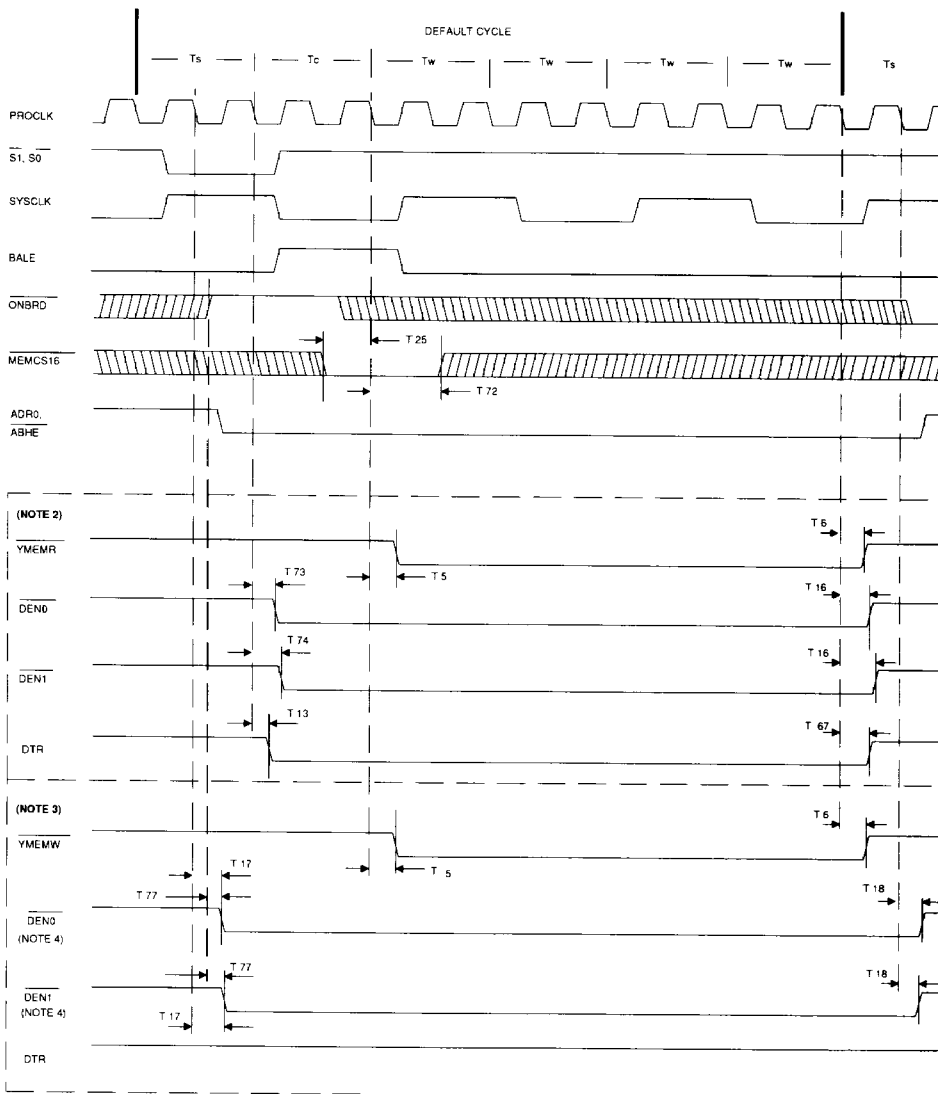 DEFAULT CYCLE
Ts Tc Tw Tw Tw Tw Ts
PROCLK
S1, S0
SYSCLK
BALE
ONBRD
T 25
MEMCS16
T 72
ADR0,
ABHE
(NOTE 2)
T 6
YMEMR
T 73
T 5
T 16
DEN0
T 74
T 16
DEN1
T 13
T 67
DTR
(NOTE 3)
T 6
YMEMW
T 17
T 5
T 77
T 18
DEN0
(NOTE 4)
T 77
T 18
DEN1
(NOTE 4)
T 17
DTR